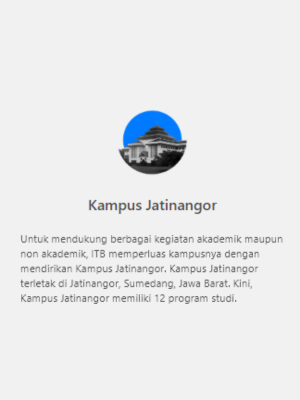 Kampus Jatinangor
Untuk mendukung berbagai kegiatan akademik maupun
non akademik, ITB memperluas kampusnya dengan
mendirikan Kampus Jatinangor. Kampus Jatinangor
terletak di Jatinangor, Sumedang, Jawa Barat. Kini,
Kampus Jatinangor memiliki 12 program studi.